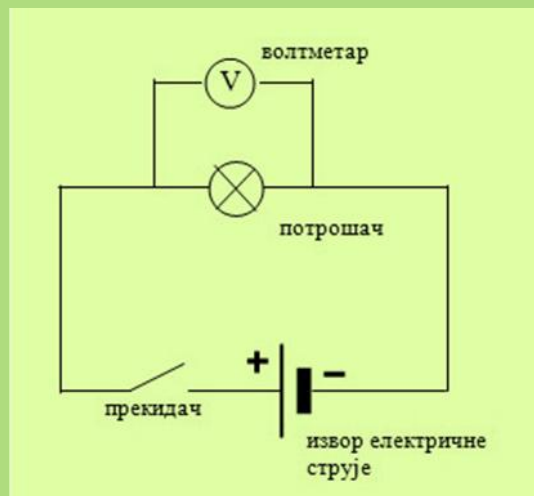 волтметар
V
потрошач
+ −
прекидач
извор електричне
струје